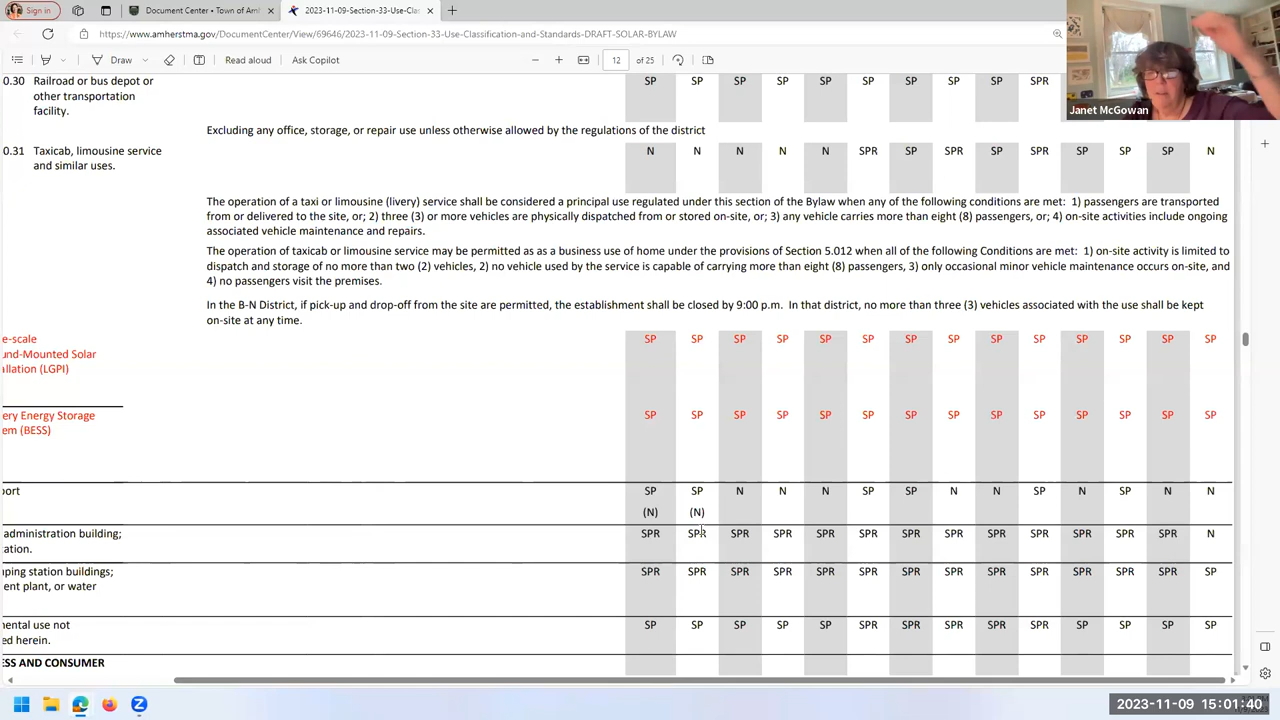 Sign in
Document Center • Town of Am
2023-11-09-Section-33-Use-Clas
https://www.amherstma.gov/DocumentCenter/View/69646/2023-11-09-Section-33-Use-Classification-and-Standards-DRAFT-SOLAR-BYLAW
Draw
Read aloud
Ask Copilot
12 of 25
Janet McGowan
0.30 Railroad or bus depot or SP SP SP SP SP SP SP SP SPR
other transportation
facility.
Excluding any office, storage, or repair use unless otherwise allowed by the regulations of the district
0.31 Taxicab, limousine service N N N N N SPR SP SPR SP SPR SP SP SP N
and similar uses.
The operation of a taxi or limousine (livery) service shall be considered a principal use regulated under this section of the Bylaw when any of the following conditions are met: 1) passengers are transported
from or delivered to the site, or; 2) three (3) or more vehicles are physically dispatched from or stored on-site, or; 3) any vehicle carries more than eight (8) passengers, or; 4) on-site activities include ongoing
associated vehicle maintenance and repairs.
The operation of taxicab or limousine service may be permitted as as a business use of home under the provisions of Section 5.012 when all of the following Conditions are met: 1) on-site activity is limited to
dispatch and storage of no more than two (2) vehicles, 2) no vehicle used by the service is capable of carrying more than eight (8) passengers, 3) only occasional minor vehicle maintenance occurs on-site, and
4) no passengers visit the premises.
In the B-N District, if pick-up and drop-off from the site are permitted, the establishment shall be closed by 9:00 p.m. In that district, no more than three (3) vehicles associated with the use shall be kept
on-site at any time.
e-scale SP SP SP SP SP SP SP SP SP SP SP SP SP SP
und-Mounted Solar
allation (LGPI)
ery Energy Storage SP SP SP SP SP SP SP SP SP SP SP SP SP SP
em (BESS)
port SP SP N N N SP SP N N SP N SP N N
(N) (N)
administration building; SPR SPR SPR SPR SPR SPR SPR SPR SPR SPR SPR SPR SPR N
ation.
ping station buildings; SPR SPR SPR SPR SPR SPR SPR SPR SPR SPR SPR SPR SPR SP
ent plant, or water
mental use not SP SP SP SP SP SPR SPR SPR SPR SPR SP SP SP SP
ed herein.
ESS AND CONSUMER
2023-11-09 15:01:40